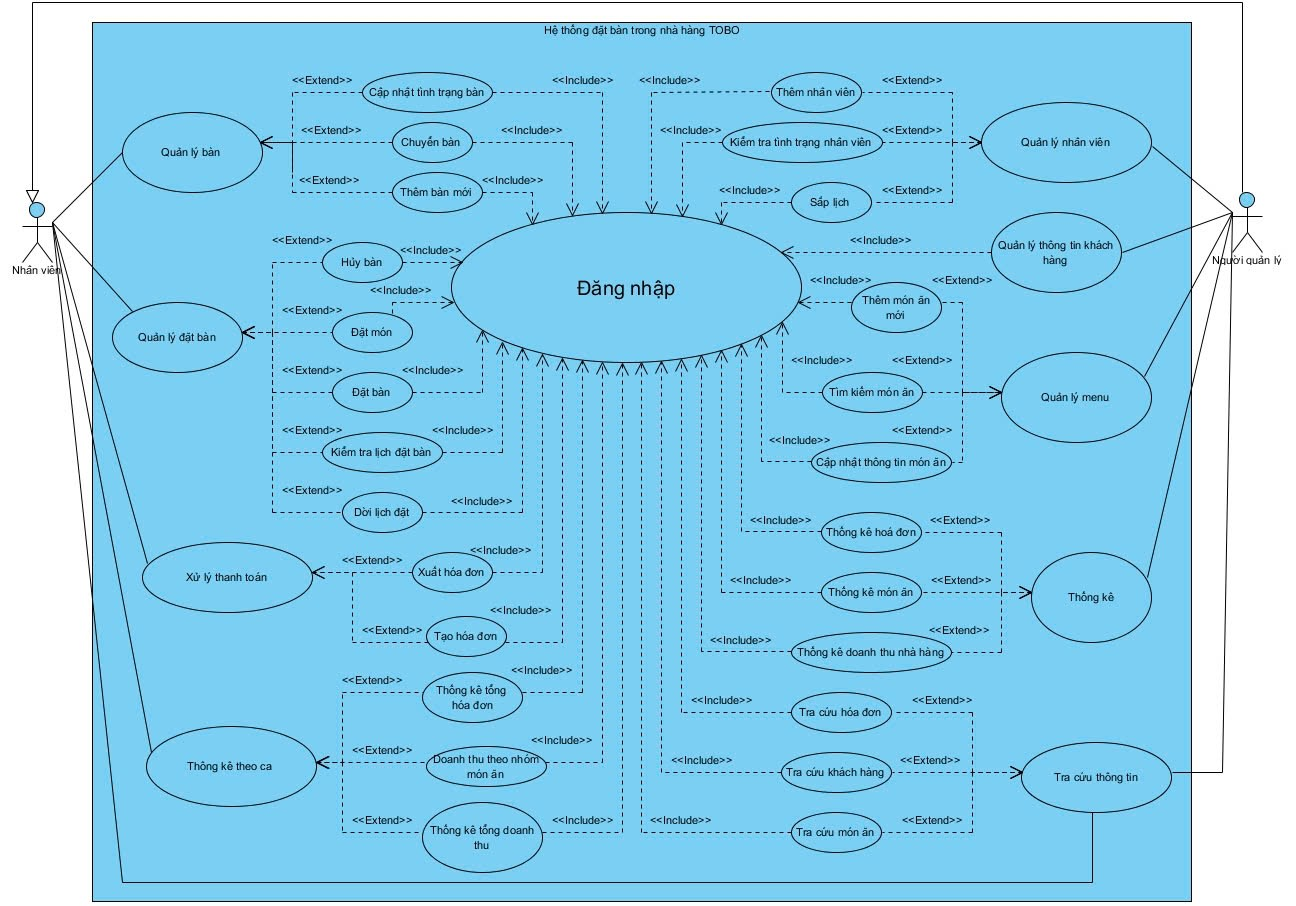 Hệ thống đặt bàn trong nhà hàng TOBO
<<Extend>>
Cập nhật tình trạng bàn
<<Include>>
<<Include>>
Thêm nhân viên
<<Extend>>
Quản lý bàn
<<Extend>>
Chuyển bàn
<<Include>>
<<Include>>
Kiểm tra tình trạng nhân viên
<<Extend>>
Quản lý nhân viên
<<Extend>>
Thêm bàn mới
<<Include>>
<<Include>>
Sắp lịch
<<Extend>>
Nhân viên
Người quản lý
<<Extend>>
Hủy bàn
<<Include>>
<<Include>>
Quản lý thông tin khách
hàng
Đăng nhập
<<Include>>
<<Include>>
Thêm món ăn
mới
<<Extend>>
Quản lý đặt bàn
<<Extend>>
Đặt món
<<Extend>>
Đặt bàn
<<Include>>
<<Include>>
Tìm kiếm món ăn
<<Extend>>
Quản lý menu
<<Extend>>
Kiểm tra lịch đặt bàn
<<Include>>
<<Include>>
Cập nhật thông tin món ăn
<<Extend>>
<<Extend>>
Dời lịch đặt
<<Include>>
<<Include>>
Thống kê hoá đơn
<<Extend>>
Xử lý thanh toán
<<Extend>>
Xuất hóa đơn
<<Include>>
<<Include>>
Thống kê món ăn
<<Extend>>
Thống kê
<<Extend>>
Tạo hóa đơn
<<Include>>
<<Include>>
Thống kê doanh thu nhà hàng
<<Extend>>
<<Extend>>
Thống kê tổng
hóa đơn
<<Include>>
<<Include>>
Tra cứu hóa đơn
<<Extend>>
Thống kê theo ca
<<Extend>>
Doanh thu theo nhóm
món ăn
<<Include>>
<<Include>>
Tra cứu khách hàng
<<Extend>>
Tra cứu thông tin
<<Extend>>
Thống kê tổng doanh
thu
<<Include>>
<<Include>>
Tra cứu món ăn
<<Extend>>